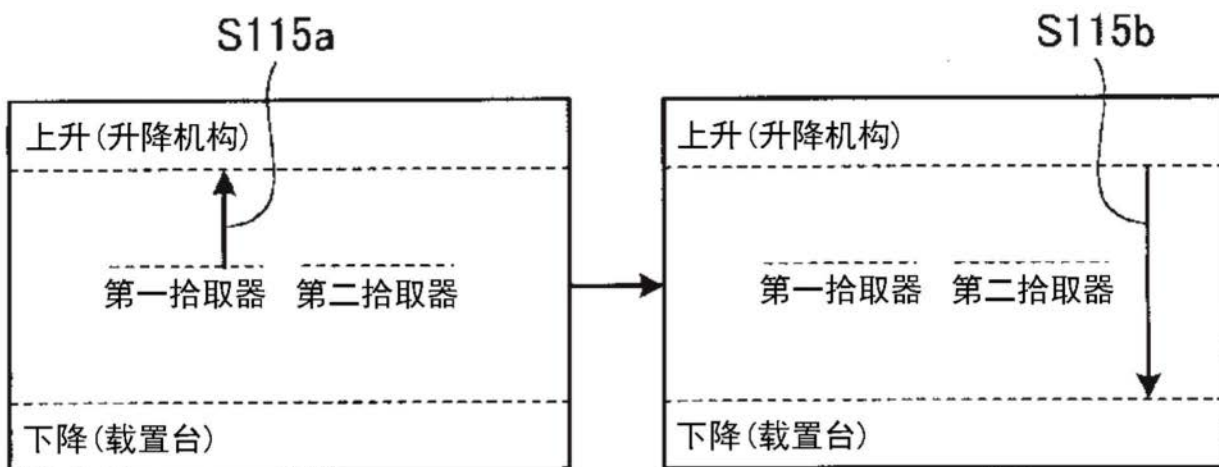 S115a
S115b
上升(升降机构)
第一拾取器 第二拾取器
下降(载置台)
上升(升降机构)
第一拾取器 第二拾取器
下降(载置台)